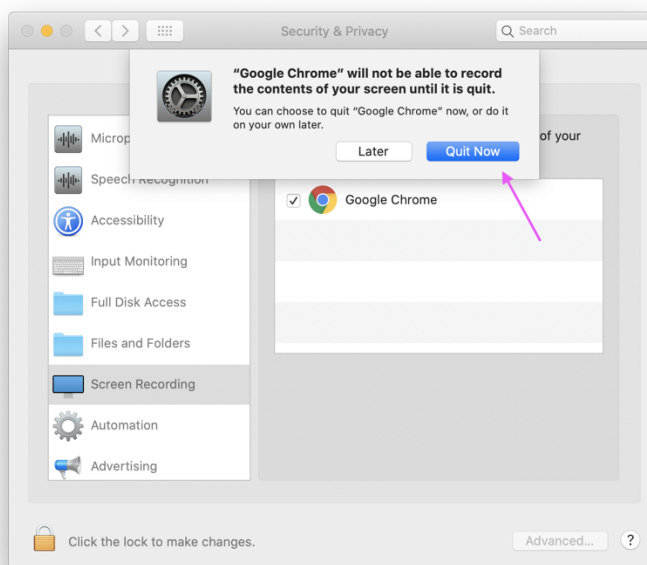 Security & Privacy
Search
“Google Chrome” will not be able to record
the contents of your screen until it is quit.
You can choose to quit “Google Chrome” now, or do it
on your own later.
Later
Quit Now
of your
Microp
Speech Recognition
Accessibility
Input Monitoring
Full Disk Access
Files and Folders
Screen Recording
Automation
Advertising
Google Chrome
Click the lock to make changes.
Advanced...
?